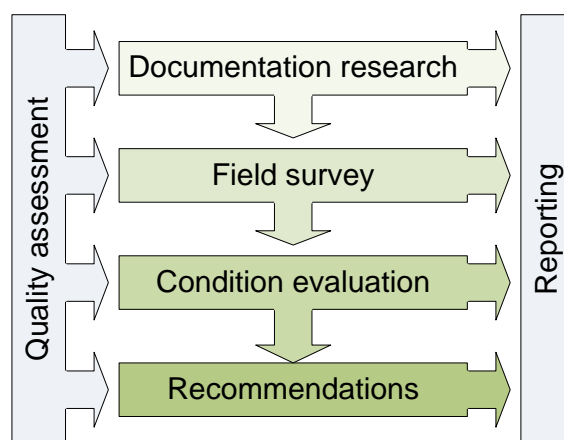 Quality assessment
Documentation research
Field survey
Condition evaluation
Recommendations
Reporting